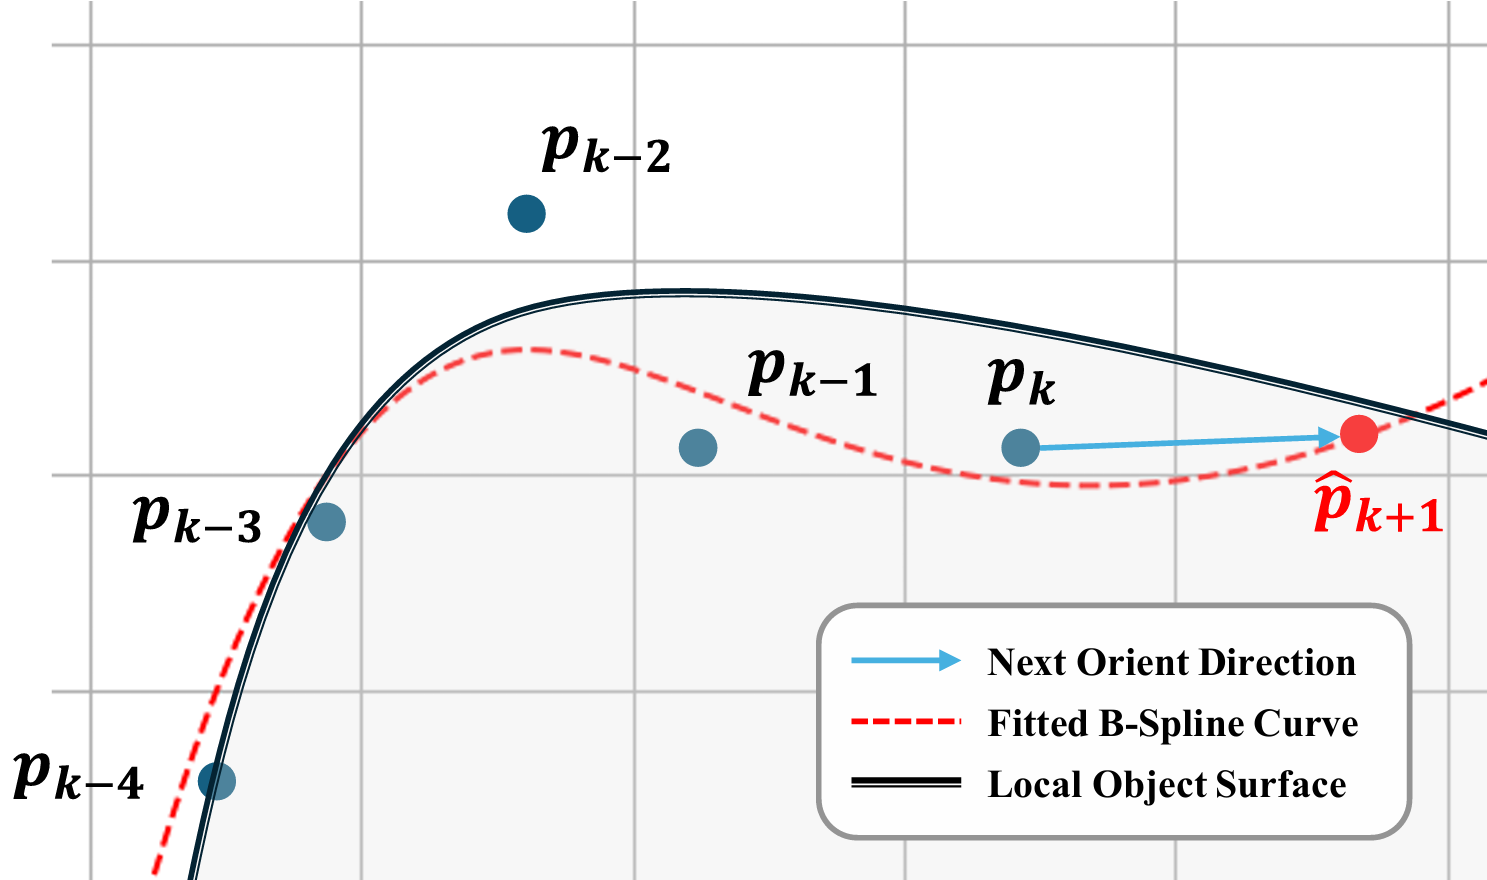 p_{k−2}
p_{k−1}
p_k
p_{k−3}
p̂_{k+1}
p_{k−4}
Next Orient Direction
Fitted B-Spline Curve
Local Object Surface